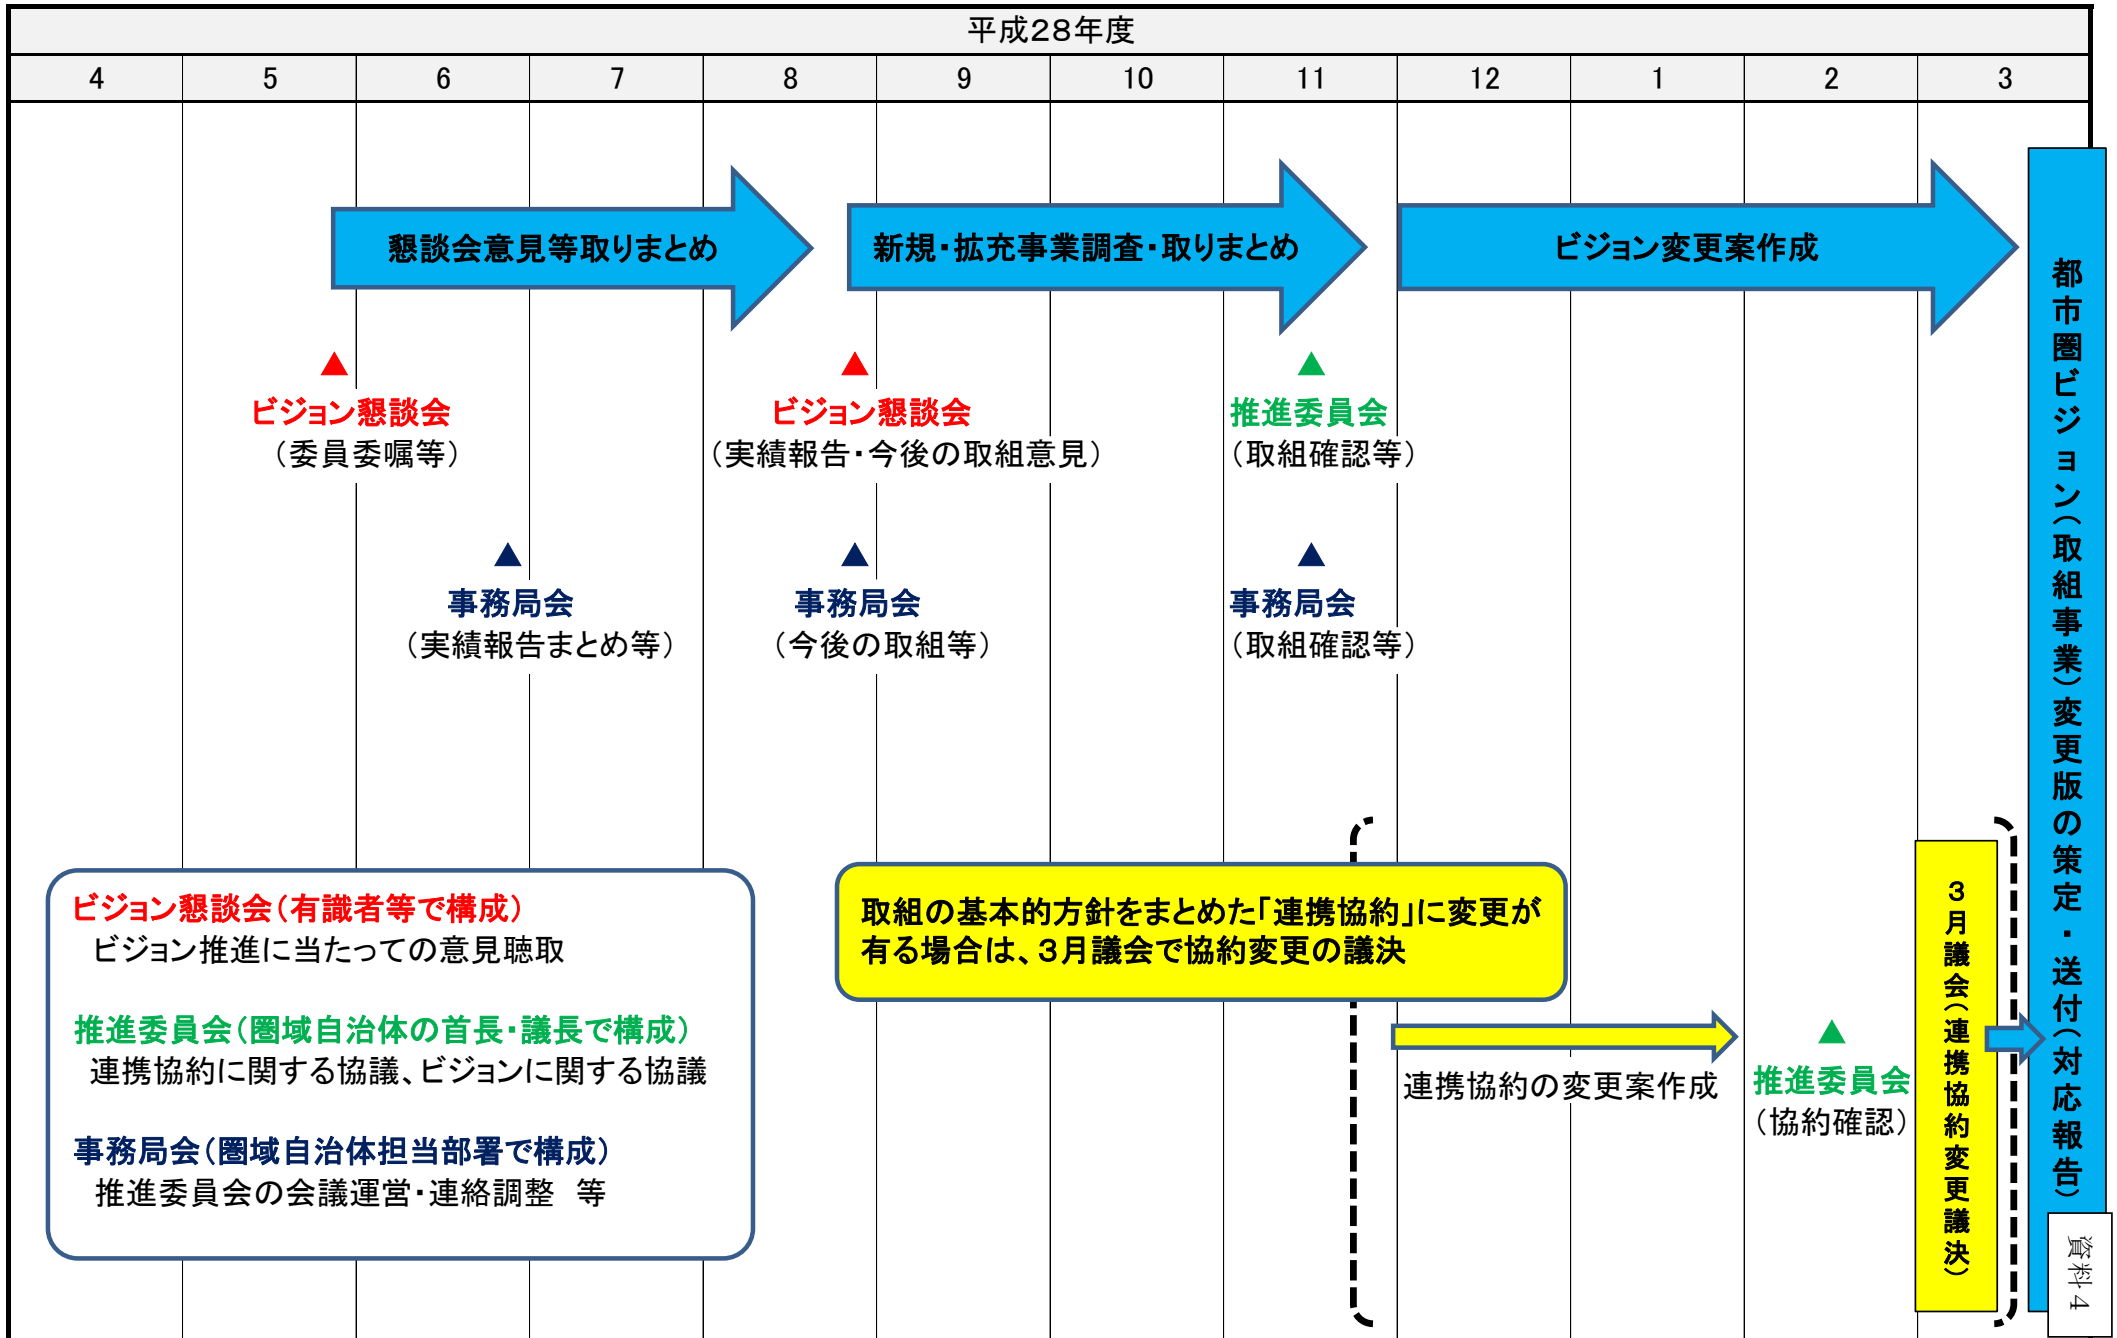 平成28年度
4 5 6 7 8 9 10 11 12 1 2 3
懇談会意見等取りまとめ
新規・拡充事業調査・取りまとめ
ビジョン変更案作成
ビジョン懇談会
（委員委嘱等）
ビジョン懇談会
（実績報告・今後の取組意見）
推進委員会
（取組確認等）
事務局会
（実績報告まとめ等）
事務局会
（今後の取組等）
事務局会
（取組確認等）
ビジョン懇談会（有識者等で構成）
ビジョン推進に当たっての意見聴取
推進委員会（圏域自治体の首長・議長で構成）
連携協約に関する協議、ビジョンに関する協議
事務局会（圏域自治体担当部署で構成）
推進委員会の会議運営・連絡調整　等
取組の基本的方針をまとめた「連携協約」に変更が
有る場合は、３月議会で協約変更の議決
連携協約の変更案作成
推進委員会
（協約確認）
３月議会（連携協約変更議決）
都市圏ビジョン（取組事業）変更版の策定・送付（対応報告）
資料４